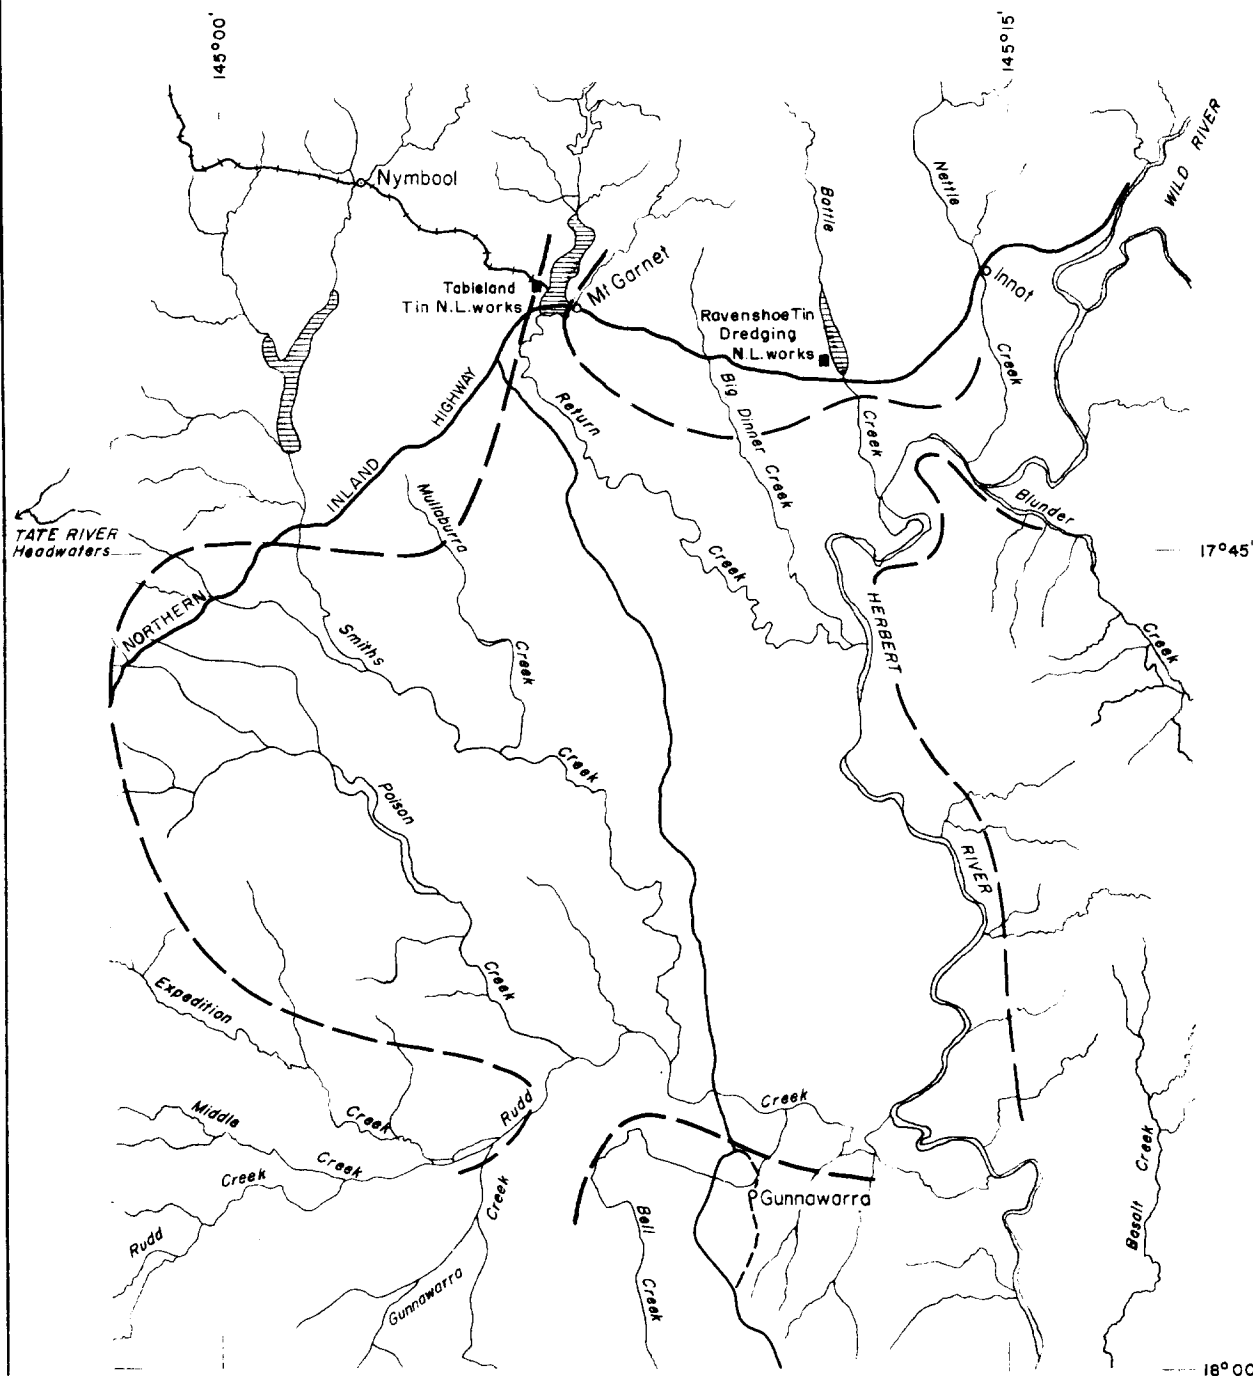 145°00'
145°15'
WILD RIVER
Nymbool
Nettle
Battle
Innot
Mt Garnet
Tableland
Tin N.L. works
Ravenshoe Tin
Dredging
N.L. works
Creek
HIGHWAY
Return
Big Dinner Creek
Creek
INLAND
Mullaburra
Blunder
TATE RIVER
Headwaters
Creek
17°45'
NORTHERN
HERBERT
Smiths
Creek
Creek
Creek
Poison
RIVER
Creek
Expedition
Rudd
Creek
Middle
Creek
Creek
Creek
Creek
Gunnawarra
Basalt Creek
Rudd
Bell
Creek
Gunnawarra
18°00